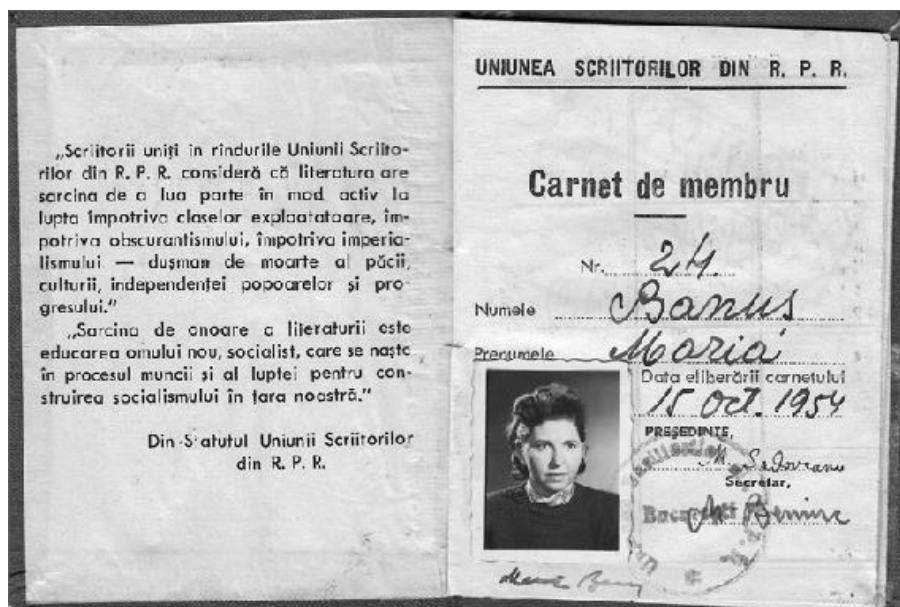 „Scriitorii uniți in rîndurile Uniunii Scriito-
rilor din R. P. R. consideră că literatura are
sarcina de a lua parte în mod activ la
lupta împotriva claselor exploatatoare, îm-
potriva obscurantismului, împotriva imperia-
lismului — dușman de moarte al păcii,
culturii, independenței popoarelor și pro-
gresului."
„Sarcina de onoare a literaturii este
educarea omului nou, socialist, care se naște
în procesul muncii și al luptei pentru con-
struirea socialismului în țara noastră."
Din Statutul Uniunii Scriitorilor
din R. P. R.
UNIUNEA SCRIITORILOR DIN R. P. R.
Carnet de membru
Nr. 24
Numele Banus
Prenumele Maria
Data eliberării carnetului
15 Oct. 1954
PREȘEDINTE,
M. Sadoveanu
Secretar,
București